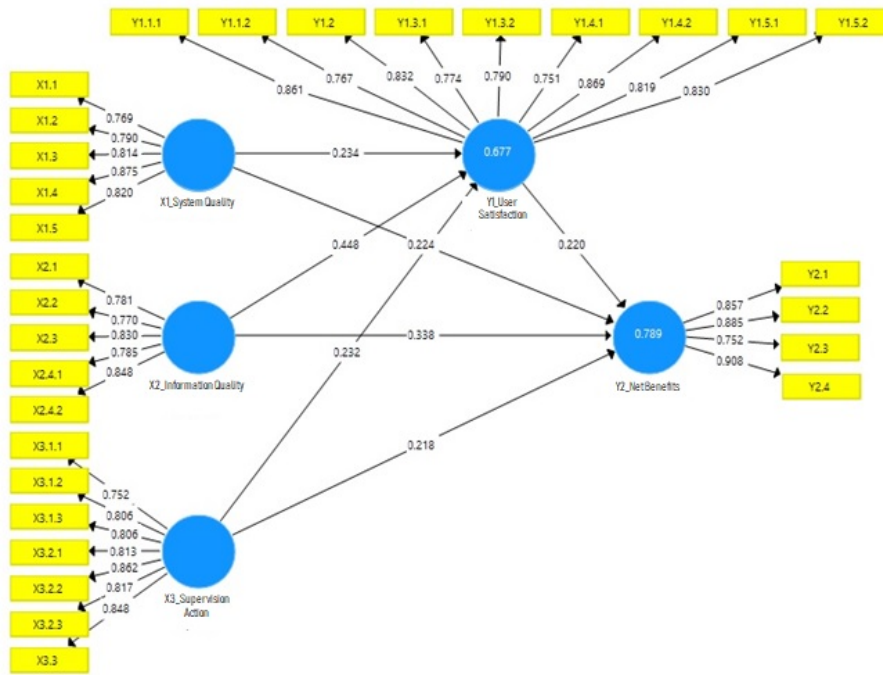 Y1.1.1
Y1.1.2
Y1.2
Y1.3.1
Y1.3.2
Y1.4.1
Y1.4.2
Y1.5.1
Y1.5.2
0.861
0.767
0.832
0.774
0.790
0.751
0.869
0.819
0.830
X1.1
X1.2
X1.3
X1.4
X1.5
0.769
0.790
0.814
0.875
0.820
X1_System Quality
0.234
0.677
Y1_User
Satisfaction
0.448
0.224
0.220
X2.1
X2.2
X2.3
X2.4.1
X2.4.2
0.781
0.770
0.830
0.785
0.848
X2_Information Quality
0.338
0.232
0.789
Y2_Net Benefits
0.857
0.885
0.752
0.908
Y2.1
Y2.2
Y2.3
Y2.4
0.218
X3.1.1
X3.1.2
X3.1.3
X3.2.1
X3.2.2
X3.2.3
X3.3
0.752
0.806
0.806
0.813
0.862
0.817
0.848
X3_Supervision
Action